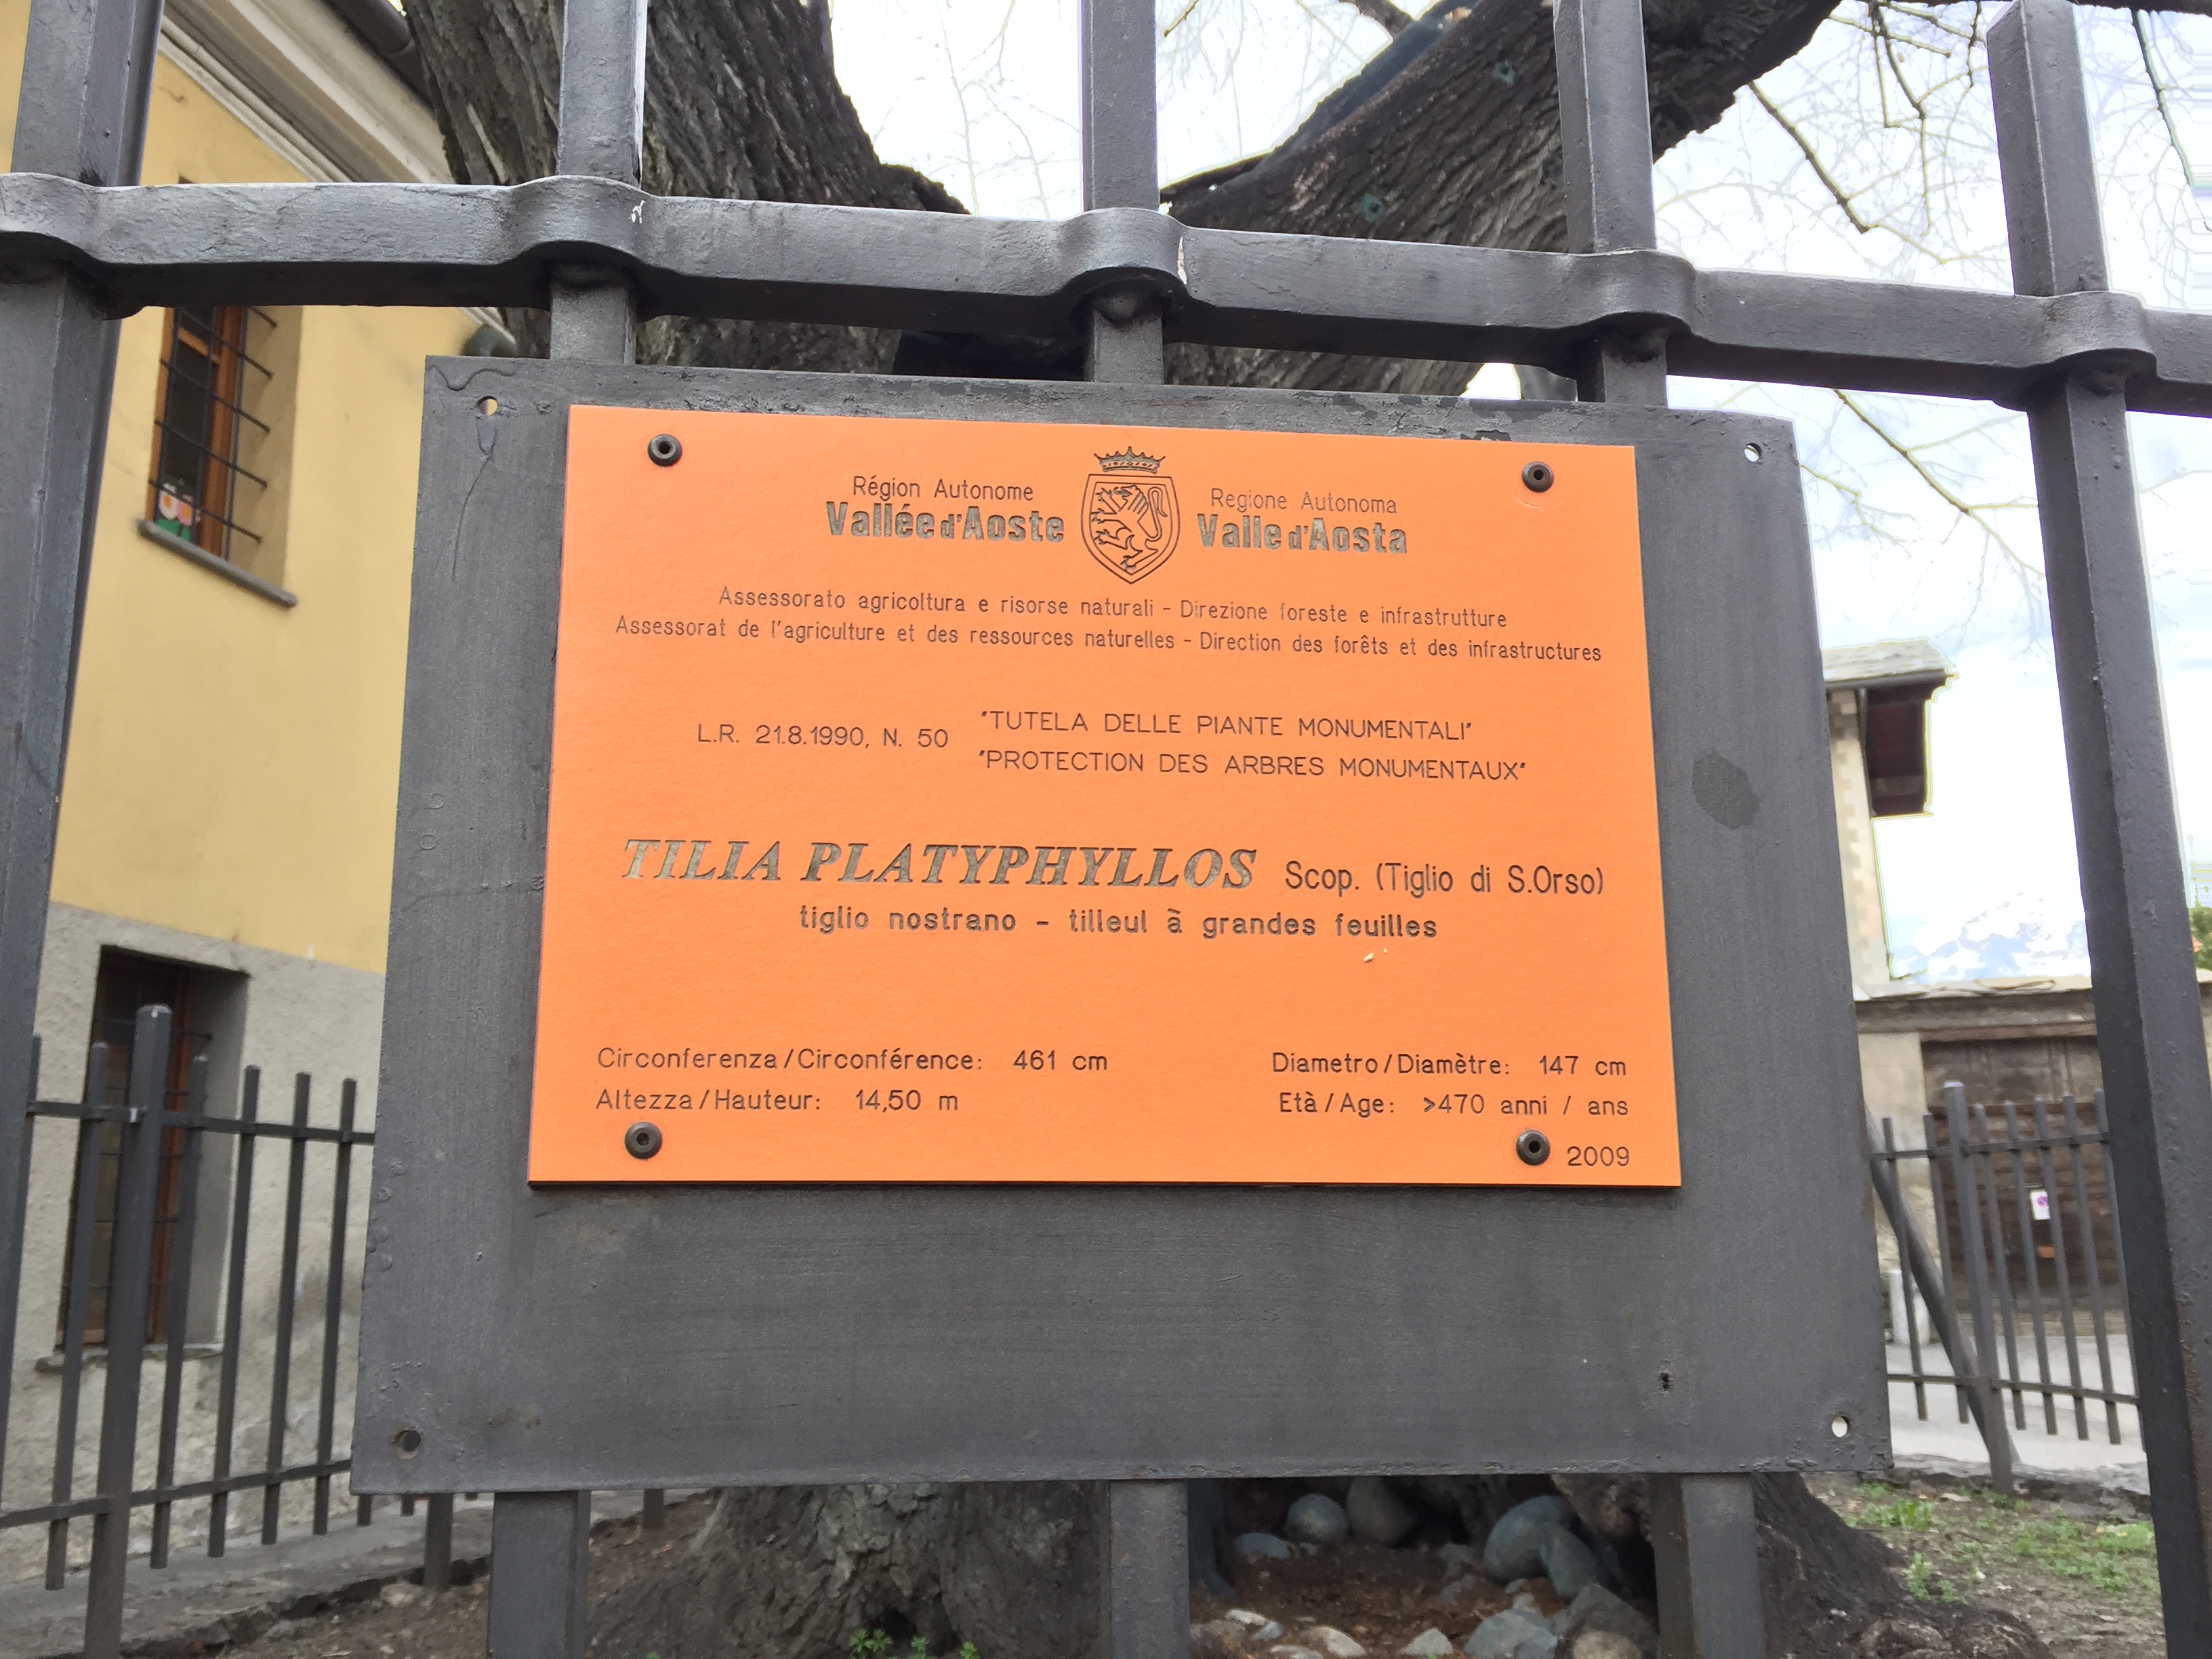 Région Autonome
Vallée d'Aoste
Regione Autonoma
Valle d'Aosta
Assessorato agricoltura e risorse naturali - Direzione foreste e infrastrutture
Assessorat de l'agriculture et des ressources naturelles - Direction des forêts et des infrastructures
L.R. 21.8.1990, N. 50
"TUTELA DELLE PIANTE MONUMENTALI"
"PROTECTION DES ARBRES MONUMENTAUX"
TILIA PLATYPHYLLOS Scop. (Tiglio di S.Orso)
tiglio nostrano - tilleul à grandes feuilles
Circonferenza/Circonférence: 461 cm
Diametro/Diamètre: 147 cm
Altezza/Hauteur: 14,50 m
Età/Age: >470 anni / ans
2009